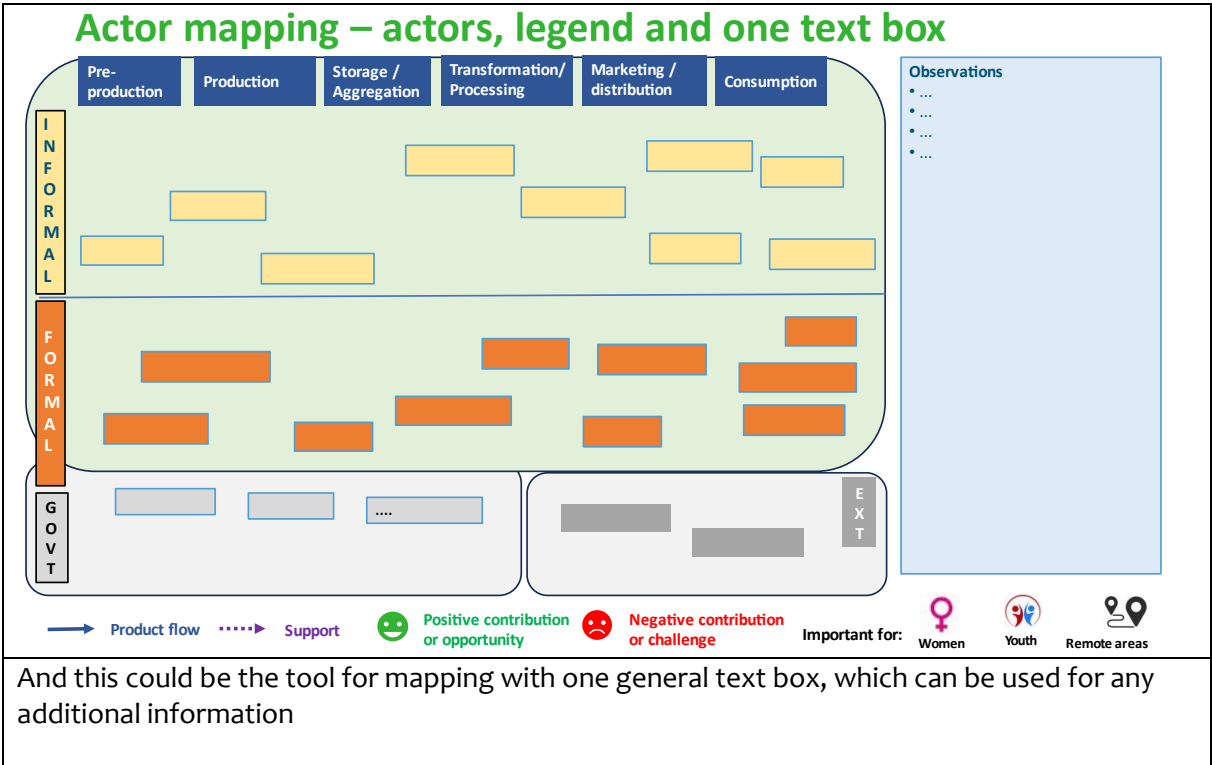 Actor mapping – actors, legend and one text box
Pre-
production
Production
Storage /
Aggregation
Transformation/
Processing
Marketing /
distribution
Consumption
Observations
• ...
• ...
• ...
• ...
I
N
F
O
R
M
A
L
F
O
R
M
A
L
G
O
V
T
....
E
X
T
Product flow
Support
Positive contribution
or opportunity
Negative contribution
or challenge
Important for:
Women
Youth
Remote areas
And this could be the tool for mapping with one general text box, which can be used for any
additional information